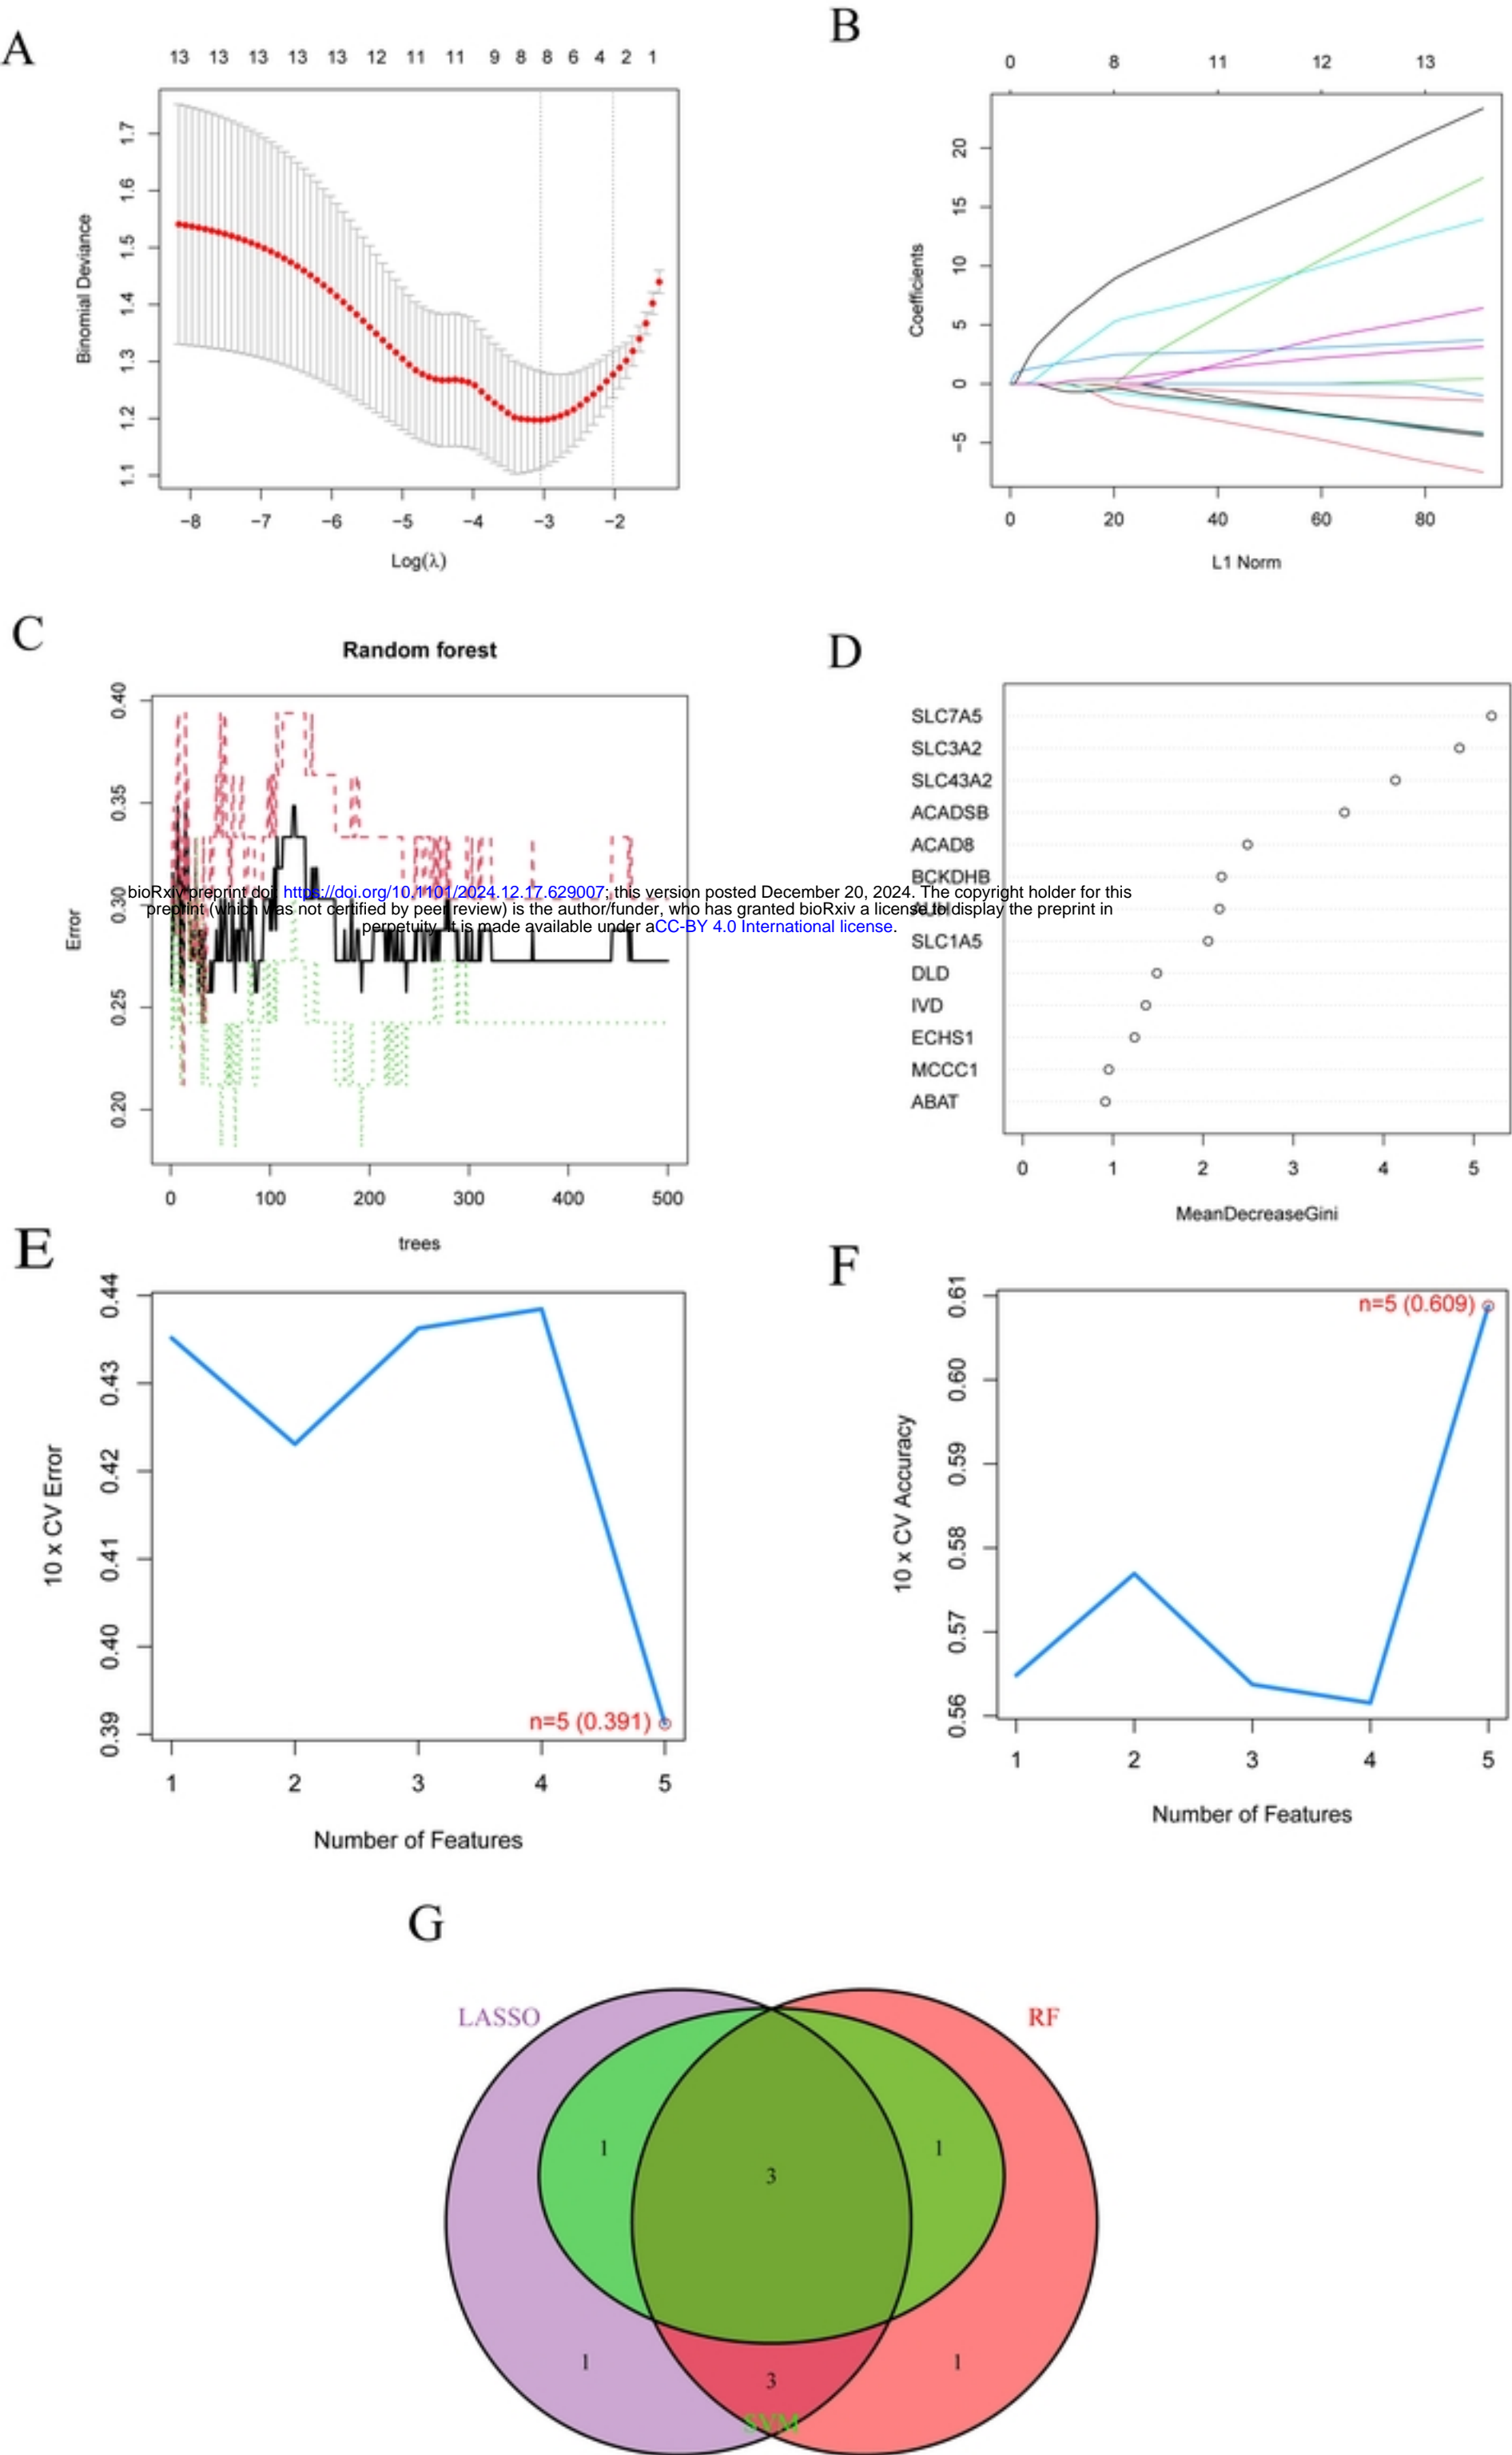 A
13 13 13 13 13 12 11 11 9 8 8 6 4 2 1
Binomial Deviance
1.7
1.6
1.5
1.4
1.3
1.2
1.1
−8 −7 −6 −5 −4 −3 −2
Log(λ)
B
0 8 11 12 13
Coefficients
20
15
10
5
0
−5
0 20 40 60 80
L1 Norm
C
Random forest
Error
0.40
0.35
0.30
0.25
0.20
0 100 200 300 400 500
trees
D
SLC7A5
SLC3A2
SLC43A2
ACADSB
ACAD8
BCKDHB
AUH
SLC1A5
DLD
IVD
ECHS1
MCCC1
ABAT
0 1 2 3 4 5
MeanDecreaseGini
bioRxiv preprint doi: https://doi.org/10.1101/2024.12.17.629007; this version posted December 20, 2024. The copyright holder for this
preprint (which was not certified by peer review) is the author/funder, who has granted bioRxiv a license to display the preprint in
perpetuity. It is made available under aCC-BY 4.0 International license.
E
10 x CV Error
0.44
0.43
0.42
0.41
0.40
0.39
n=5 (0.391)
1 2 3 4 5
Number of Features
F
10 x CV Accuracy
0.61
0.60
0.59
0.58
0.57
0.56
n=5 (0.609)
1 2 3 4 5
Number of Features
G
LASSO
RF
1
1
3
1
1
3
SVM